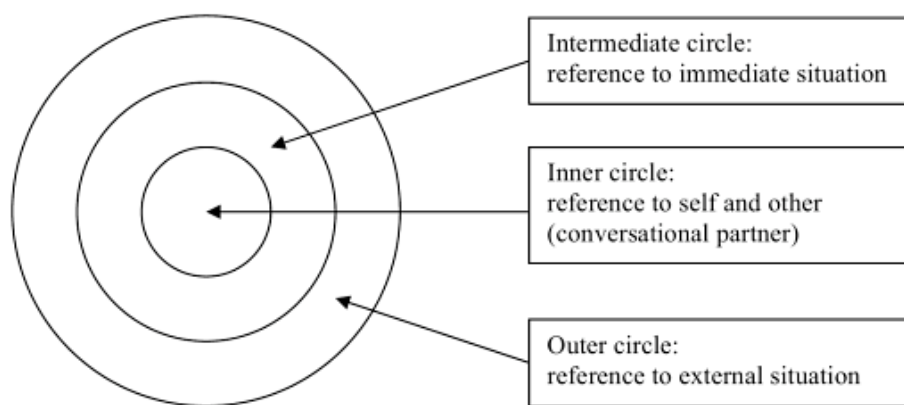 Intermediate circle:
reference to immediate situation
Inner circle:
reference to self and other
(conversational partner)
Outer circle:
reference to external situation